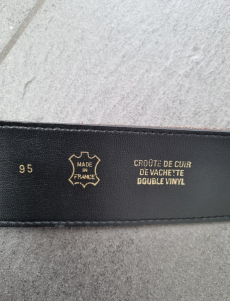 95
MADE
IN
FRANCE
CROÛTE DE CUIR
DE VACHETTE
DOUBLE VINYL